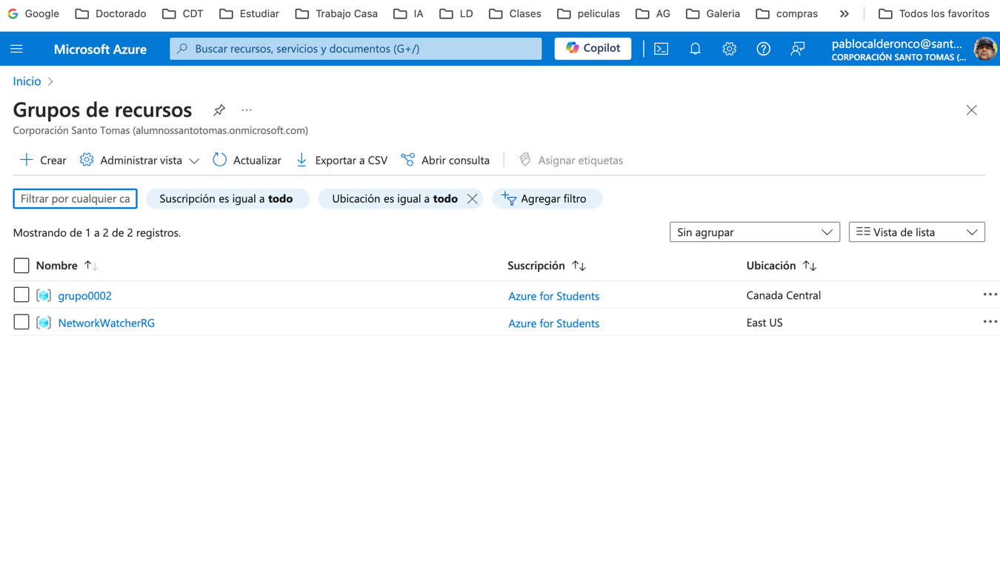 Google Doctorado CDT Estudiar Trabajo Casa IA LD Clases peliculas AG Galeria compras » Todos los favoritos
Microsoft Azure Buscar recursos, servicios y documentos (G+/) Copilot pablocalderonco@sant...
CORPORACIÓN SANTO TOMAS (...
Inicio >
Grupos de recursos ...
Corporación Santo Tomas (alumnossantotomas.onmicrosoft.com)
Crear Administrar vista Actualizar Exportar a CSV Abrir consulta Asignar etiquetas
Filtrar por cualquier ca Suscripción es igual a todo Ubicación es igual a todo Agregar filtro
Mostrando de 1 a 2 de 2 registros. Sin agrupar Vista de lista
Nombre ↑↓ Suscripción ↑↓ Ubicación ↑↓
grupo0002 Azure for Students Canada Central ...
NetworkWatcherRG Azure for Students East US ...